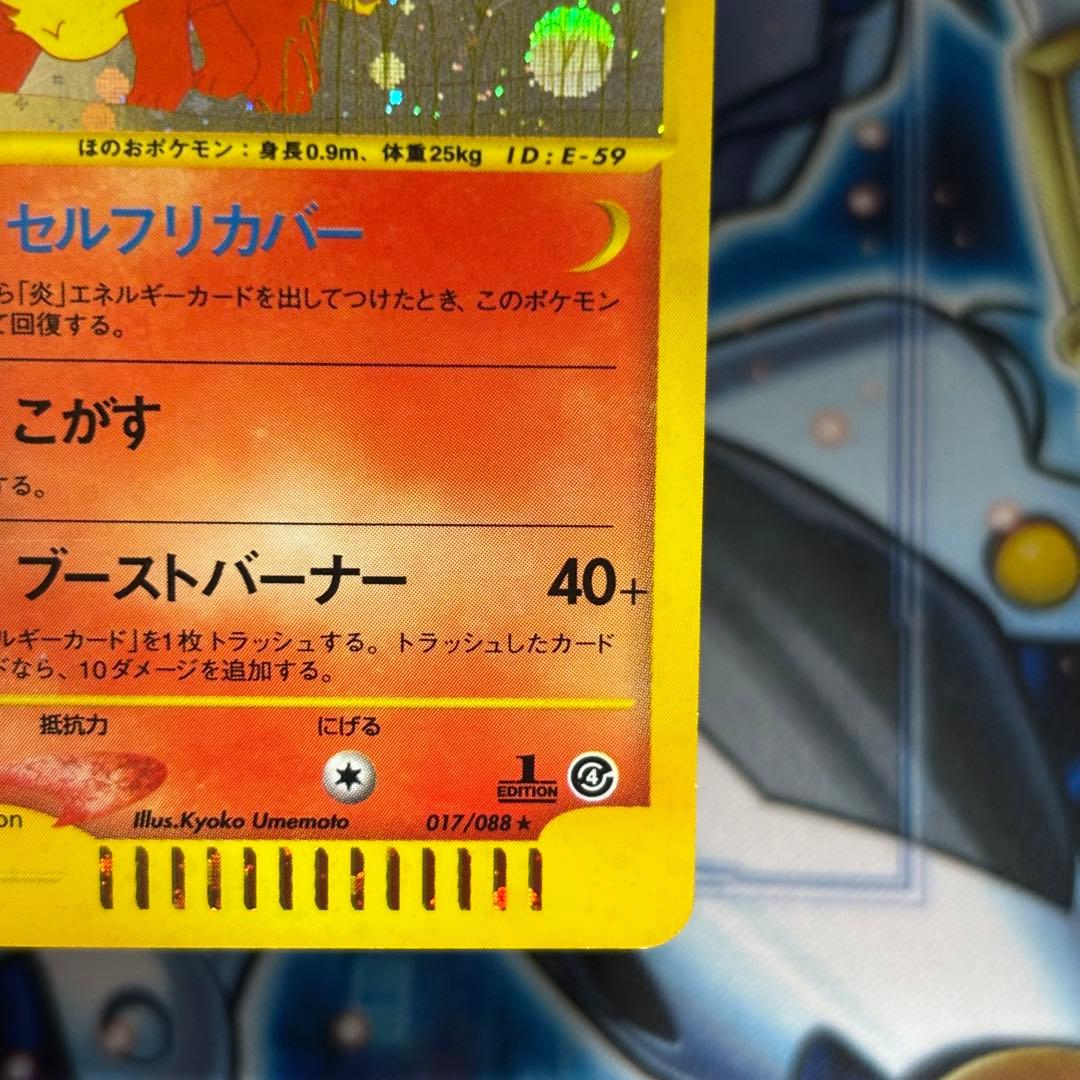 ほのおポケモン：身長0.9m、体重25kg ID:E-59
セルフリカバー
ら「炎」エネルギーカードを出してつけたとき、このポケモン
て回復する。
こがす
する。
ブーストバーナー 40+
ルギーカード」を1枚トラッシュする。トラッシュしたカード
ドなら、10ダメージを追加する。
抵抗力 にげる
1 EDITION 4
on Illus.Kyoko Umemoto 017/088★